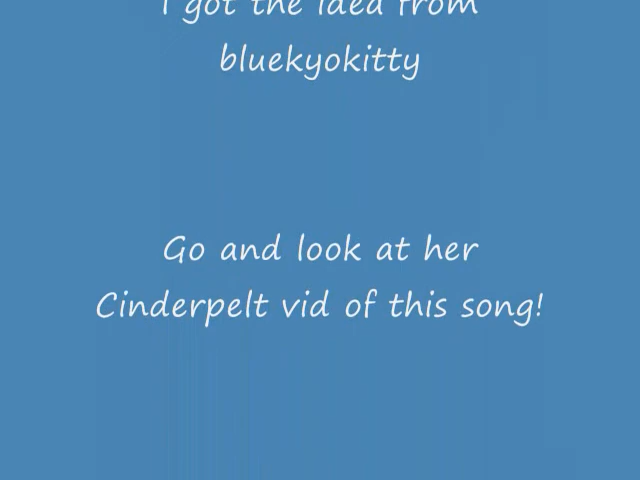 I got the idea from
bluekyokitty
Go and look at her
Cinderpelt vid of this song!